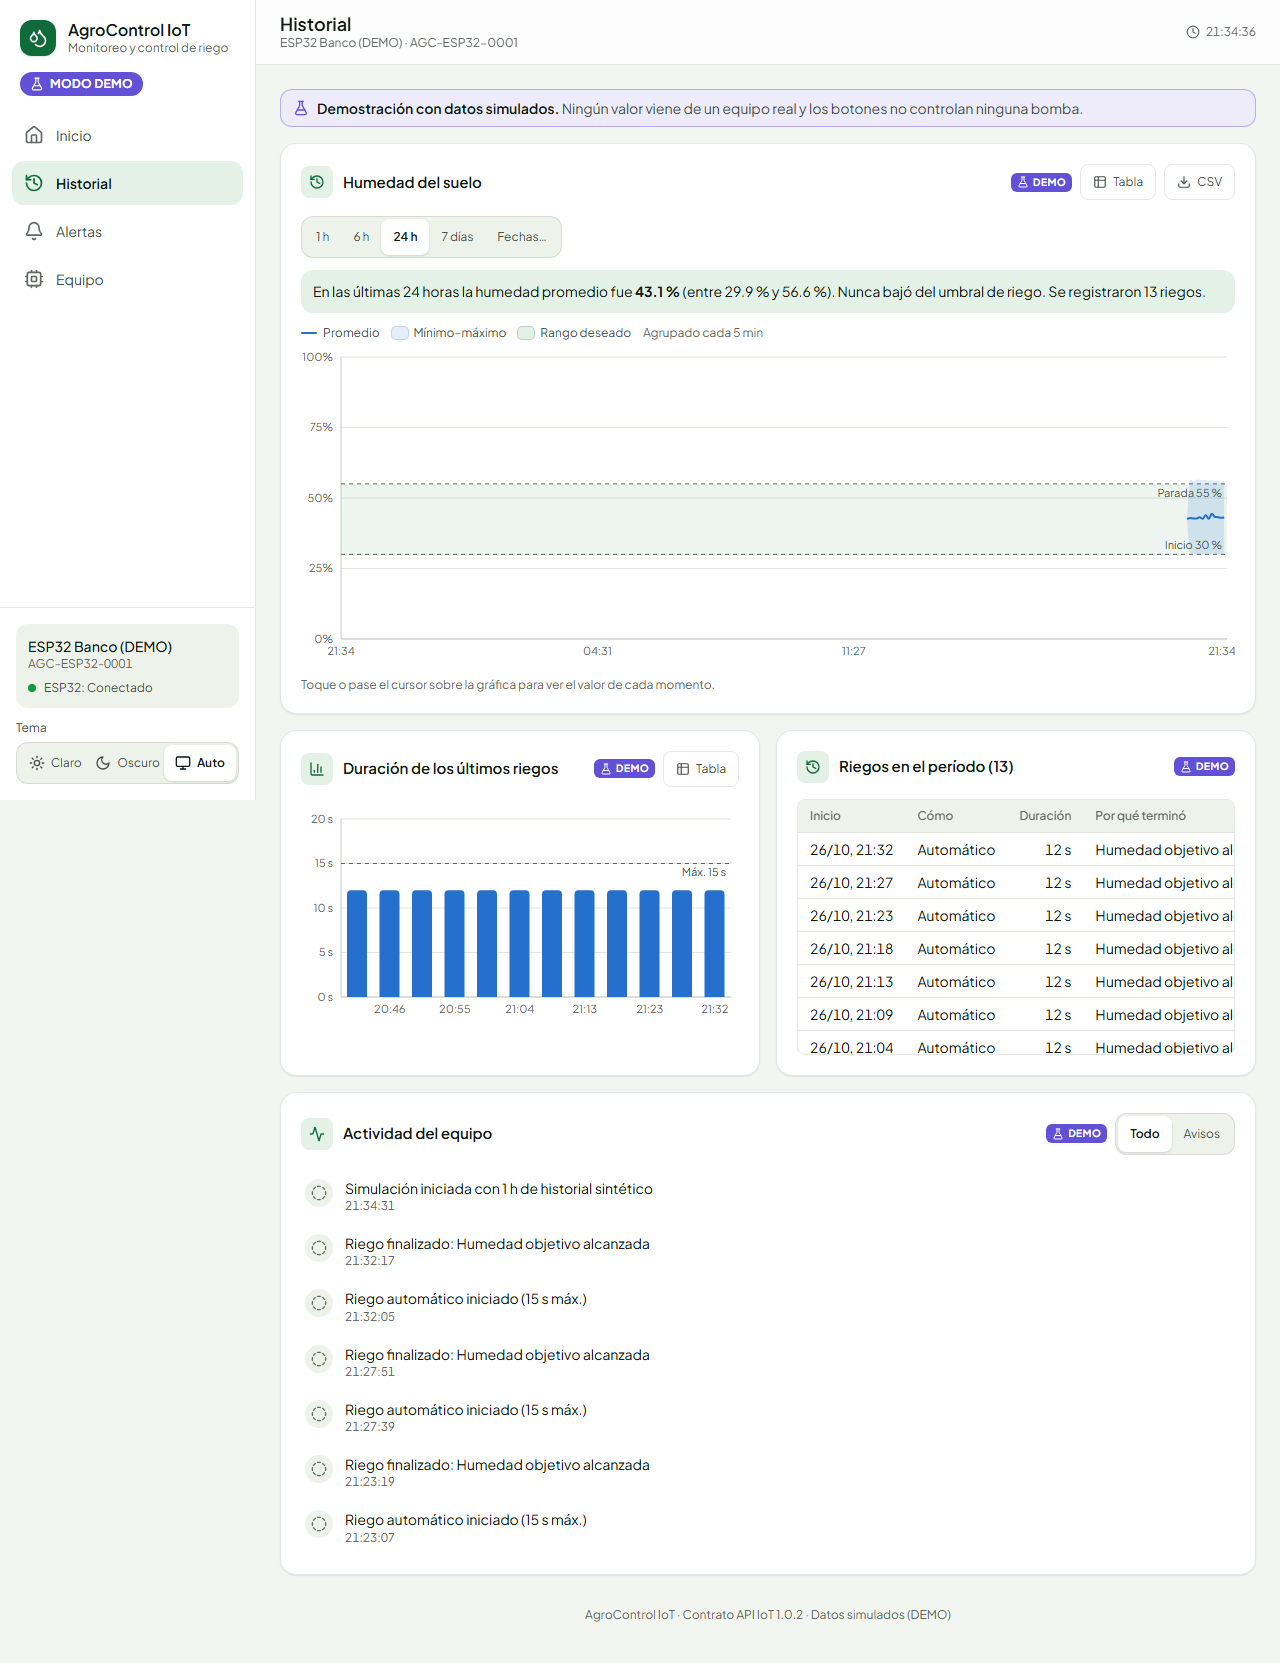 AgroControl IoT
Monitoreo y control de riego
MODO DEMO
Inicio
Historial
Alertas
Equipo
ESP32 Banco (DEMO)
AGC-ESP32-0001
ESP32: Conectado
Tema
Claro Oscuro Auto
Historial
ESP32 Banco (DEMO) · AGC-ESP32-0001
21:34:36
Demostración con datos simulados. Ningún valor viene de un equipo real y los botones no controlan ninguna bomba.
Humedad del suelo
DEMO Tabla CSV
1 h 6 h 24 h 7 días Fechas...
En las últimas 24 horas la humedad promedio fue 43.1 % (entre 29.9 % y 56.6 %). Nunca bajó del umbral de riego. Se registraron 13 riegos.
Promedio Mínimo–máximo Rango deseado Agrupado cada 5 min
100%
75%
Parada 55 %
50%
Inicio 30 %
25%
0%
21:34 04:31 11:27 21:34
Toque o pase el cursor sobre la gráfica para ver el valor de cada momento.
Duración de los últimos riegos
DEMO Tabla
20 s
15 s
Máx. 15 s
10 s
5 s
0 s
20:46 20:55 21:04 21:13 21:23 21:32
Riegos en el período (13)
DEMO
Inicio Cómo Duración Por qué terminó
26/10, 21:32 Automático 12 s Humedad objetivo al
26/10, 21:27 Automático 12 s Humedad objetivo al
26/10, 21:23 Automático 12 s Humedad objetivo al
26/10, 21:18 Automático 12 s Humedad objetivo al
26/10, 21:13 Automático 12 s Humedad objetivo al
26/10, 21:09 Automático 12 s Humedad objetivo al
26/10, 21:04 Automático 12 s Humedad objetivo al
Actividad del equipo
DEMO Todo Avisos
Simulación iniciada con 1 h de historial sintético
21:34:31
Riego finalizado: Humedad objetivo alcanzada
21:32:17
Riego automático iniciado (15 s máx.)
21:32:05
Riego finalizado: Humedad objetivo alcanzada
21:27:51
Riego automático iniciado (15 s máx.)
21:27:39
Riego finalizado: Humedad objetivo alcanzada
21:23:19
Riego automático iniciado (15 s máx.)
21:23:07
AgroControl IoT · Contrato API IoT 1.0.2 · Datos simulados (DEMO)